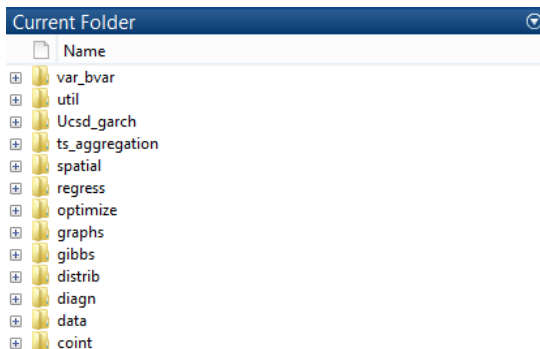 Current Folder
Name
var_bvar
util
Ucsd_garch
ts_aggregation
spatial
regress
optimize
graphs
gibbs
distrib
diagn
data
coint